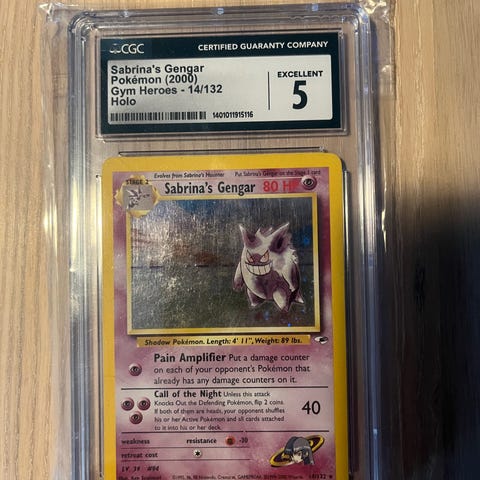 CGC
CERTIFIED GUARANTY COMPANY
Sabrina's Gengar
Pokémon (2000)
Gym Heroes - 14/132
Holo
EXCELLENT
5
1401011915116
STAGE 2
Evolves from Sabrina's Haunter
Put Sabrina's Gengar on the Stage 1 card
Sabrina's Gengar 80 HP
Shadow Pokémon. Length: 4' 11", Weight: 89 lbs.
Pain Amplifier Put a damage counter
on each of your opponent's Pokémon that
already has any damage counters on it.
Call of the Night Unless this attack
Knocks Out the Defending Pokémon, flip 2 coins.
If both of them are heads, your opponent shuffles
his or her Active Pokémon and all cards attached
to it into his or her deck.
40
weakness
resistance
-30
retreat cost
LV. 39 #94
14/132